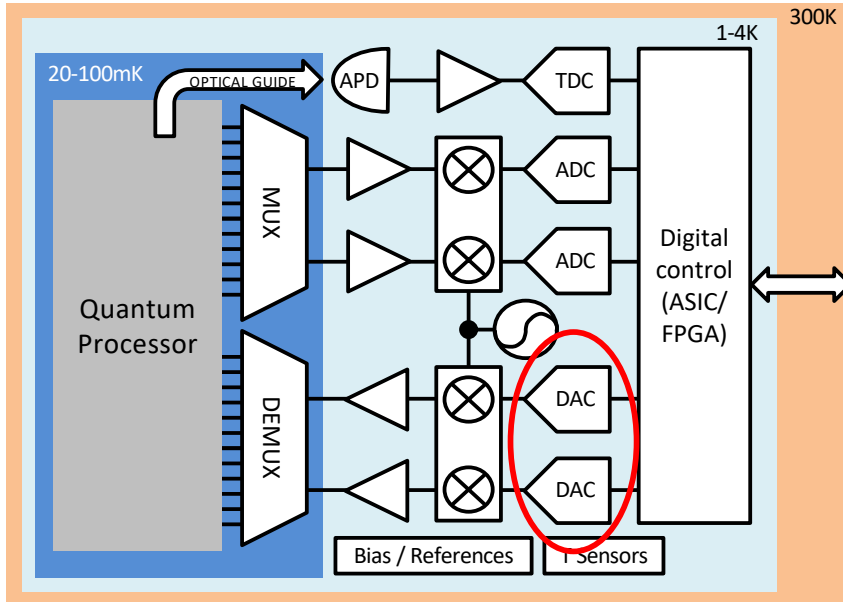 300K
1-4K
20-100mK
OPTICAL GUIDE
APD
TDC
MUX
ADC
ADC
Digital
control
(ASIC/
FPGA)
Quantum
Processor
DEMUX
DAC
DAC
Bias / References
T Sensors